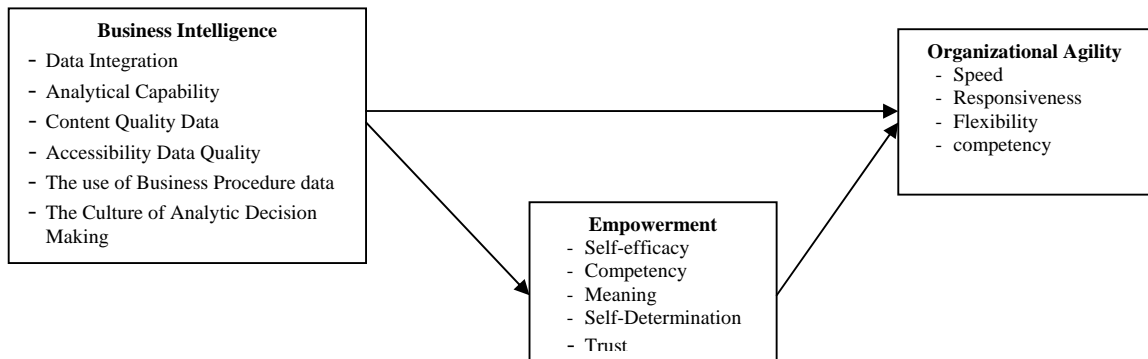 Business Intelligence
- Data Integration
- Analytical Capability
- Content Quality Data
- Accessibility Data Quality
- The use of Business Procedure data
- The Culture of Analytic Decision
Making
Organizational Agility
- Speed
- Responsiveness
- Flexibility
- competency
Empowerment
- Self-efficacy
- Competency
- Meaning
- Self-Determination
- Trust